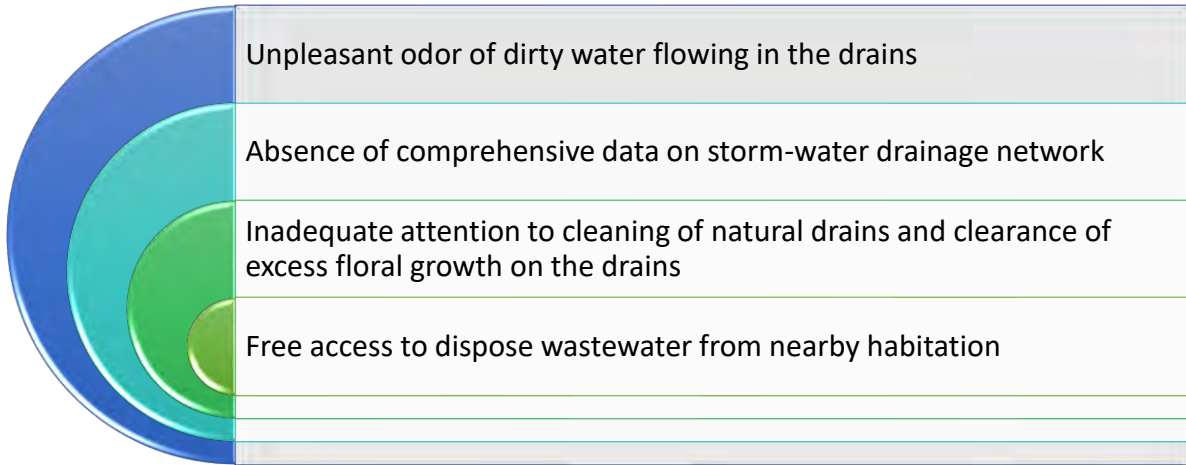 Unpleasant odor of dirty water flowing in the drains
Absence of comprehensive data on storm-water drainage network
Inadequate attention to cleaning of natural drains and clearance of
excess floral growth on the drains
Free access to dispose wastewater from nearby habitation